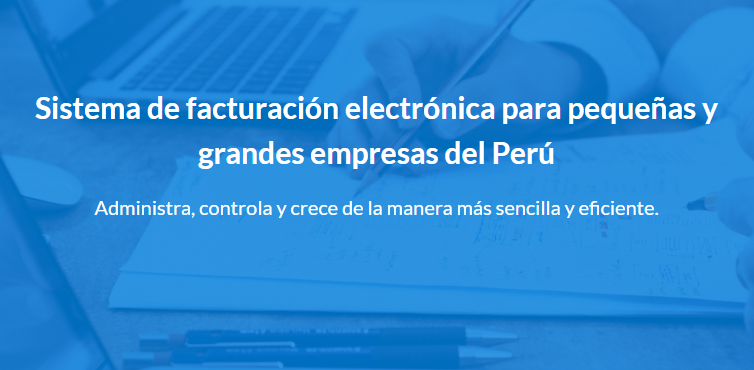 Sistema de facturación electrónica para pequeñas y
grandes empresas del Perú
Administra, controla y crece de la manera más sencilla y eficiente.